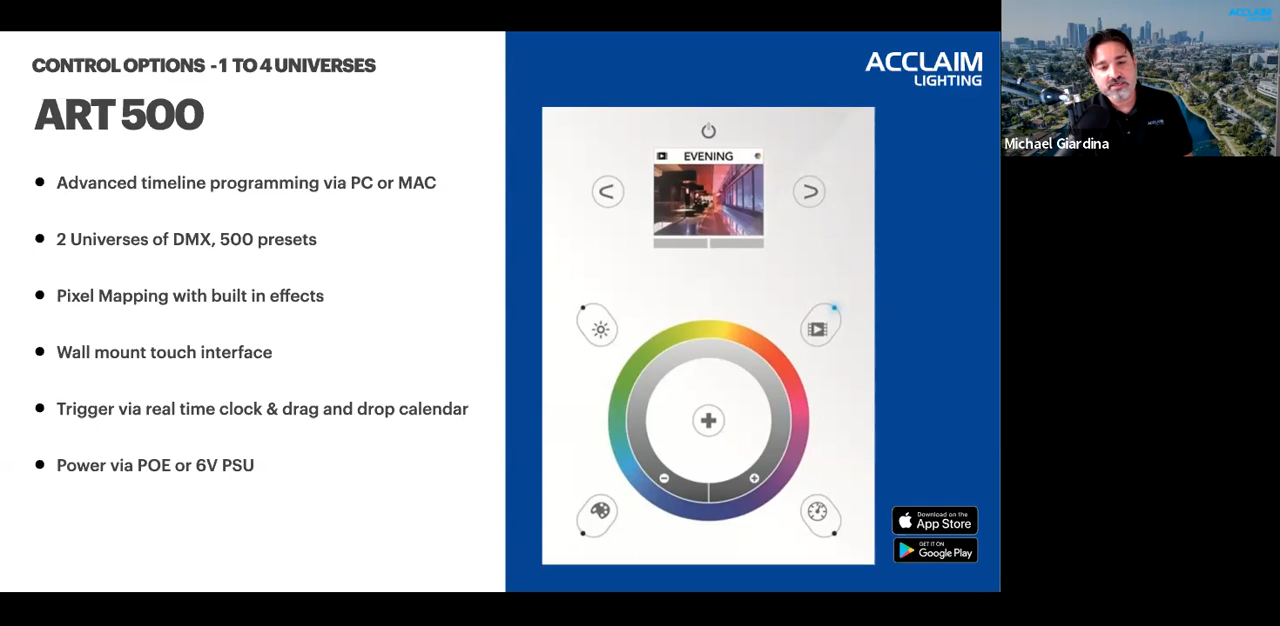 CONTROL OPTIONS - 1 TO 4 UNIVERSES
ART 500
Advanced timeline programming via PC or MAC
2 Universes of DMX, 500 presets
Pixel Mapping with built in effects
Wall mount touch interface
Trigger via real time clock & drag and drop calendar
Power via POE or 6V PSU
ACCLAIM
LIGHTING
EVENING
Download on the
App Store
GET IT ON
Google Play
ACCLAIM
LIGHTING
ACCLAIM
Michael Giardina